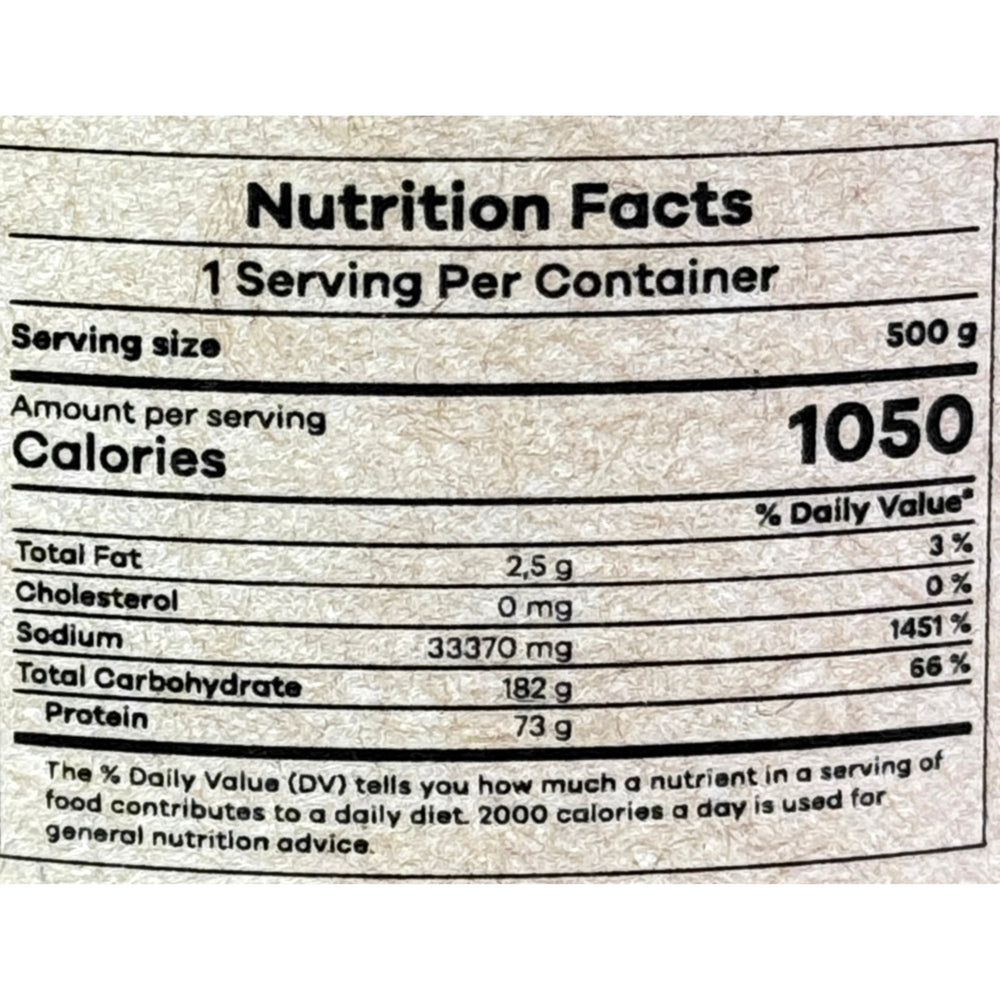 Nutrition Facts
1 Serving Per Container
Serving size 500 g
Amount per serving
Calories 1050
% Daily Value*
Total Fat 2,5 g 3 %
Cholesterol 0 mg 0 %
Sodium 33370 mg 1451 %
Total Carbohydrate 182 g 66 %
Protein 73 g
The % Daily Value (DV) tells you how much a nutrient in a serving of
food contributes to a daily diet. 2000 calories a day is used for
general nutrition advice.